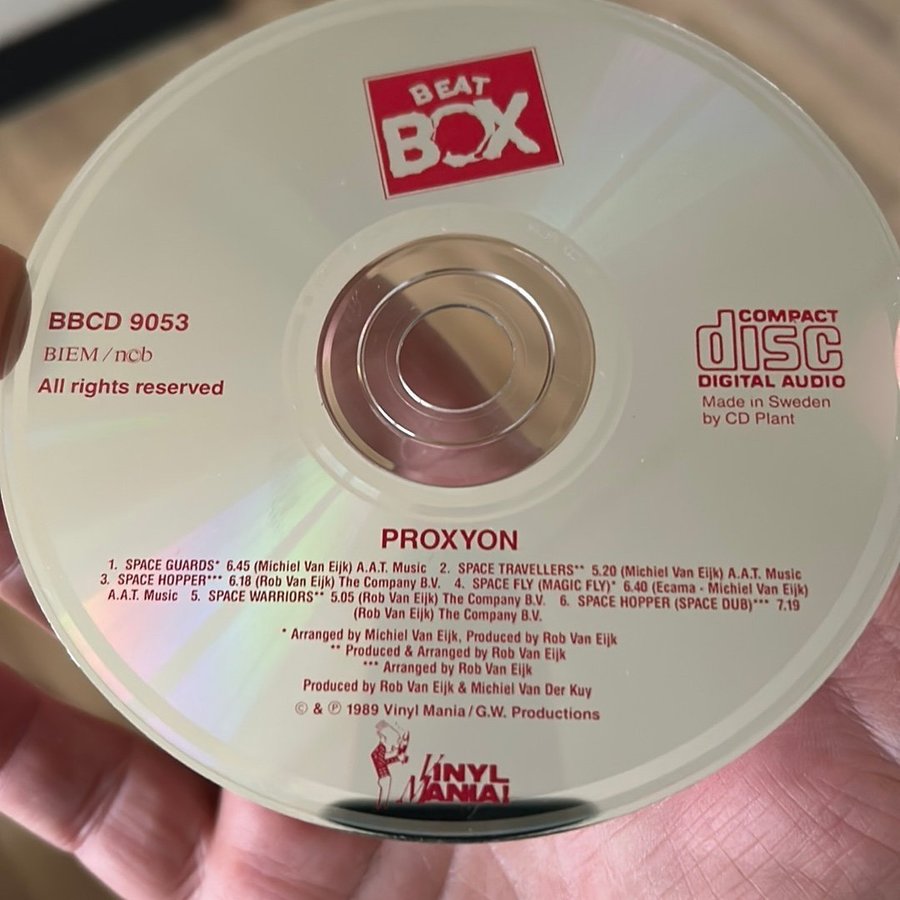 BEAT
BOX
BBCD 9053
BIEM/ncb
All rights reserved
COMPACT
disc
DIGITAL AUDIO
Made in Sweden
by CD Plant
PROXYON
1. SPACE GUARDS* 6.45 (Michiel Van Eijk) A.A.T. Music 2. SPACE TRAVELLERS** 5.20 (Michiel Van Eijk) A.A.T. Music
3. SPACE HOPPER*** 6.18 (Rob Van Eijk) The Company B.V. 4. SPACE FLY (MAGIC FLY)* 6.40 (Ecama - Michiel Van Eijk)
A.A.T. Music 5. SPACE WARRIORS** 5.05 (Rob Van Eijk) The Company B.V. 6. SPACE HOPPER (SPACE DUB)*** 7.19
(Rob Van Eijk) The Company B.V.
* Arranged by Michiel Van Eijk, Produced by Rob Van Eijk
** Produced & Arranged by Rob Van Eijk
*** Arranged by Rob Van Eijk
Produced by Rob Van Eijk & Michiel Van Der Kuy
© & ℗ 1989 Vinyl Mania/G.W. Productions
VINYL
MANIA!